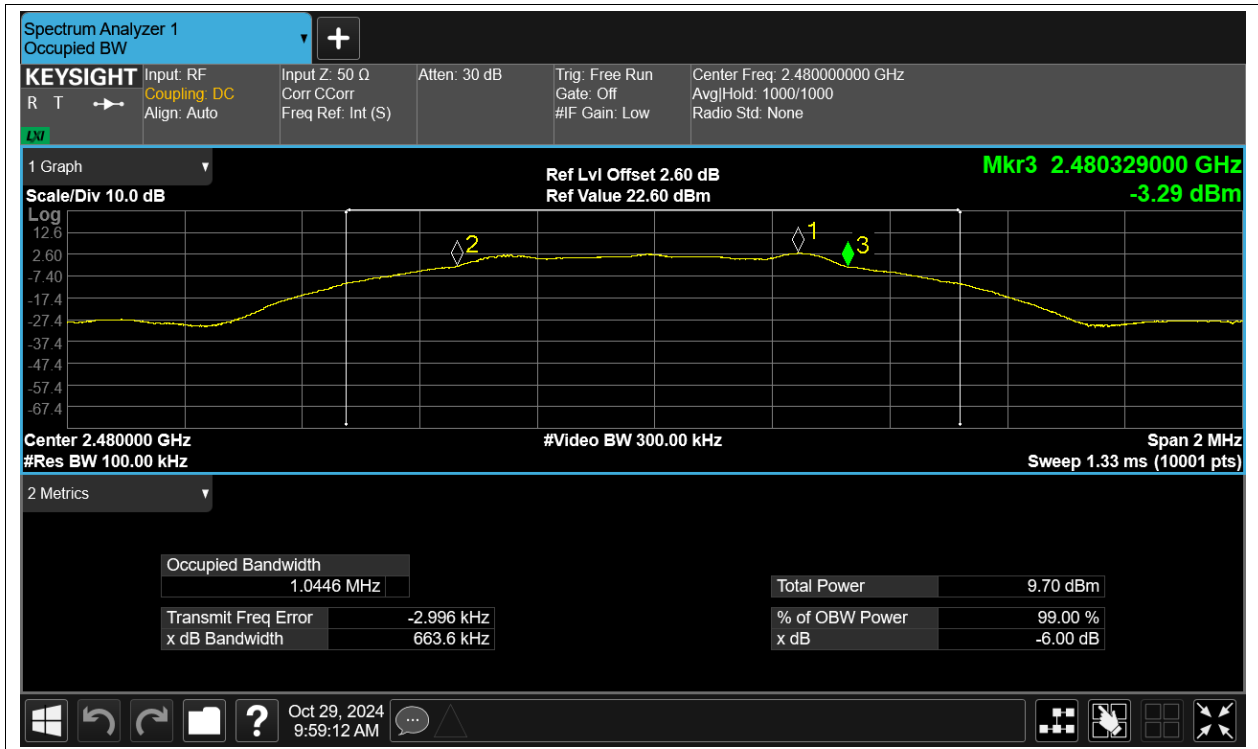 Spectrum Analyzer 1
Occupied BW
+
KEYSIGHT
R T
LXI
Input: RF
Coupling: DC
Align: Auto
Input Z: 50 Ω
Corr CCorr
Freq Ref: Int (S)
Atten: 30 dB
Trig: Free Run
Gate: Off
#IF Gain: Low
Center Freq: 2.480000000 GHz
Avg|Hold: 1000/1000
Radio Std: None
1 Graph
Scale/Div 10.0 dB
Ref Lvl Offset 2.60 dB
Ref Value 22.60 dBm
Mkr3 2.480329000 GHz
-3.29 dBm
Log
12.6
2.60
-7.40
-17.4
-27.4
-37.4
-47.4
-57.4
-67.4
2
1
3
Center 2.480000 GHz
#Res BW 100.00 kHz
#Video BW 300.00 kHz
Span 2 MHz
Sweep 1.33 ms (10001 pts)
2 Metrics
Occupied Bandwidth
1.0446 MHz
Transmit Freq Error -2.996 kHz
x dB Bandwidth 663.6 kHz
Total Power 9.70 dBm
% of OBW Power 99.00 %
x dB -6.00 dB
?
Oct 29, 2024
9:59:12 AM